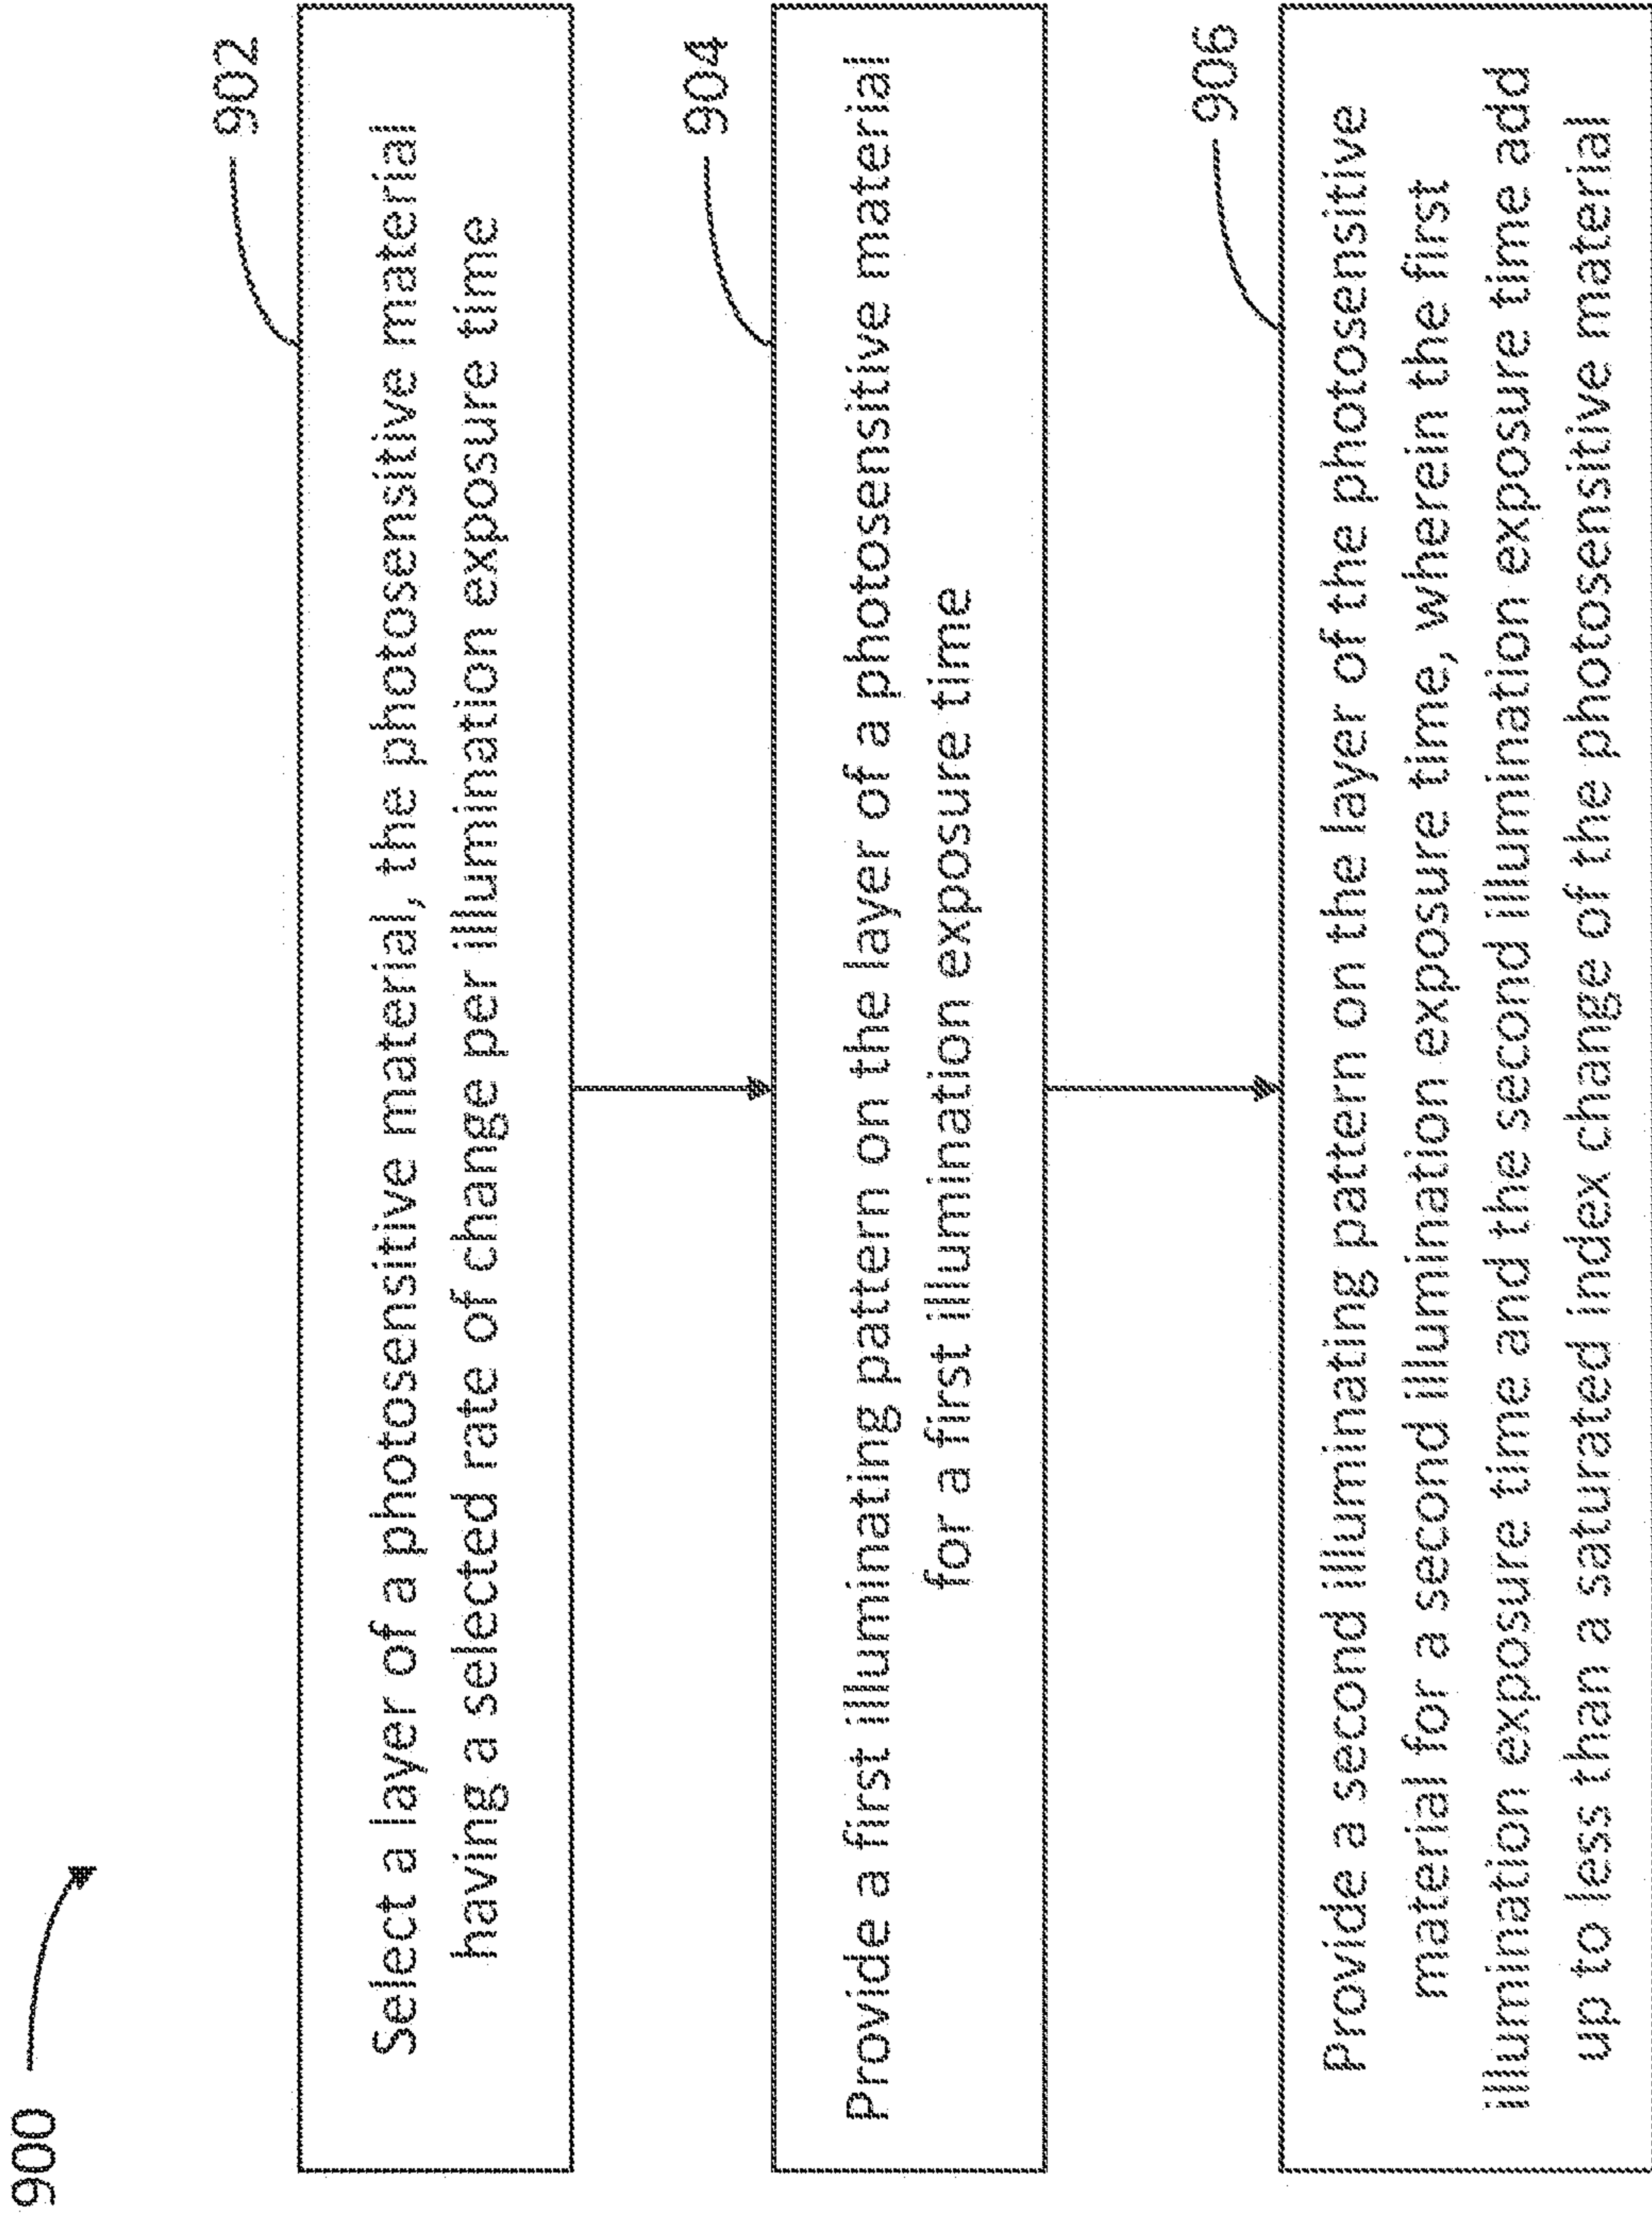 900
902
Select a layer of a photosensitive material, the photosensitive material
having a selected rate of change per illumination exposure time
904
Provide a first illuminating pattern on the layer of a photosensitive material
for a first illumination exposure time
906
Provide a second illuminating pattern on the layer of the photosensitive
material for a second illumination exposure time, wherein the first
illumination exposure time and the second illumination exposure time add
up to less than a saturated index change of the photosensitive material